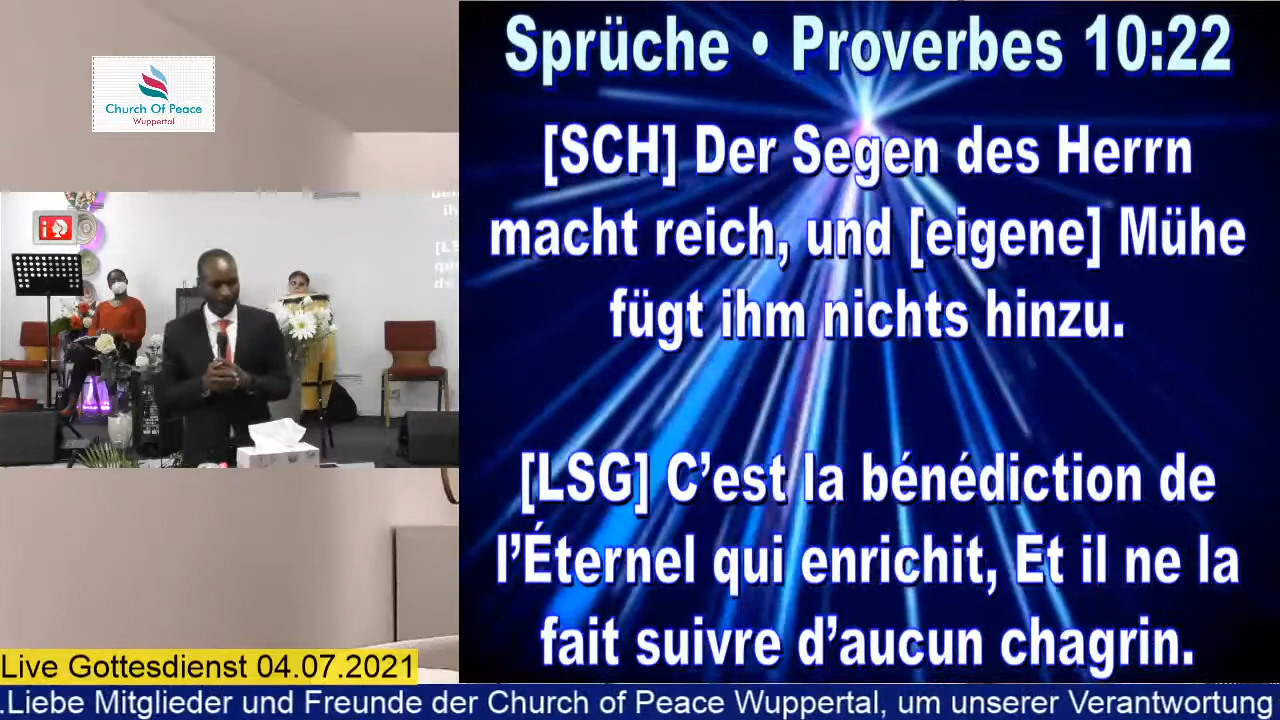 Church Of Peace
Wuppertal
Sprüche • Proverbes 10:22
[SCH] Der Segen des Herrn
macht reich, und [eigene] Mühe
fügt ihm nichts hinzu.
[LSG] C’est la bénédiction de
l’Éternel qui enrichit, Et il ne la
fait suivre d’aucun chagrin.
Live Gottesdienst 04.07.2021
.Liebe Mitglieder und Freunde der Church of Peace Wuppertal, um unserer Verantwortung